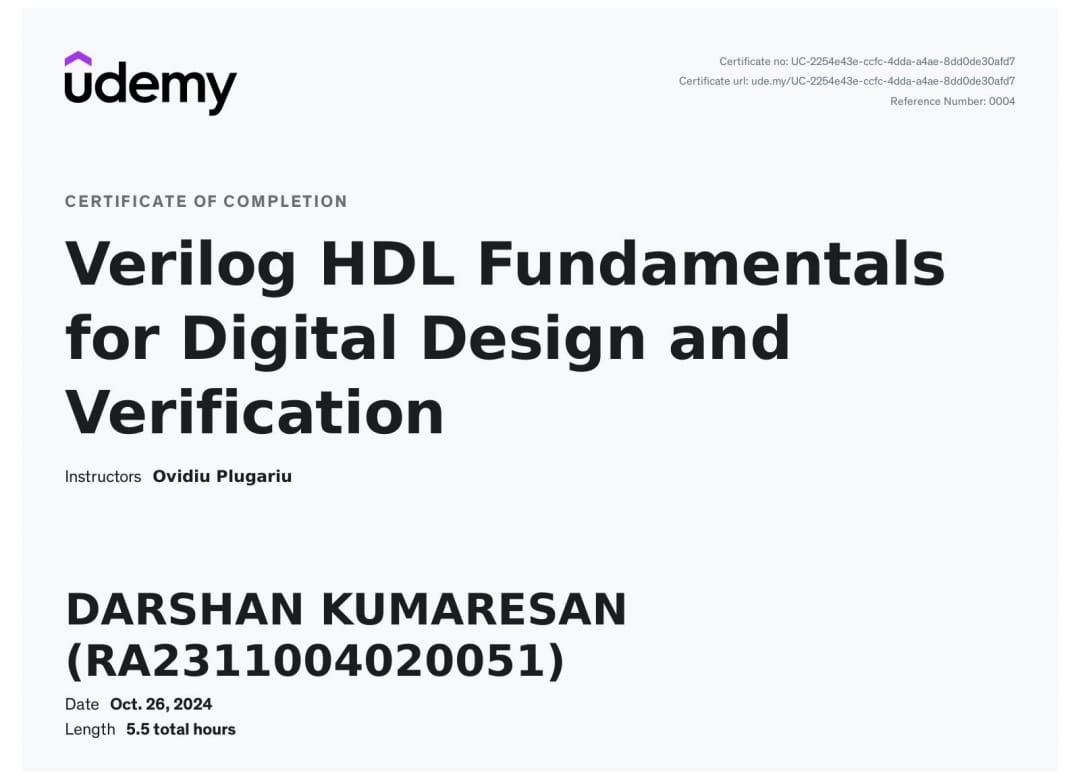 udemy
Certificate no: UC-2254e43e-ccfc-4dda-a4ae-8dd0de30afd7
Certificate url: ude.my/UC-2254e43e-ccfc-4dda-a4ae-8dd0de30afd7
Reference Number: 0004
CERTIFICATE OF COMPLETION
Verilog HDL Fundamentals
for Digital Design and
Verification
Instructors Ovidiu Plugariu
DARSHAN KUMARESAN
(RA2311004020051)
Date Oct. 26, 2024
Length 5.5 total hours